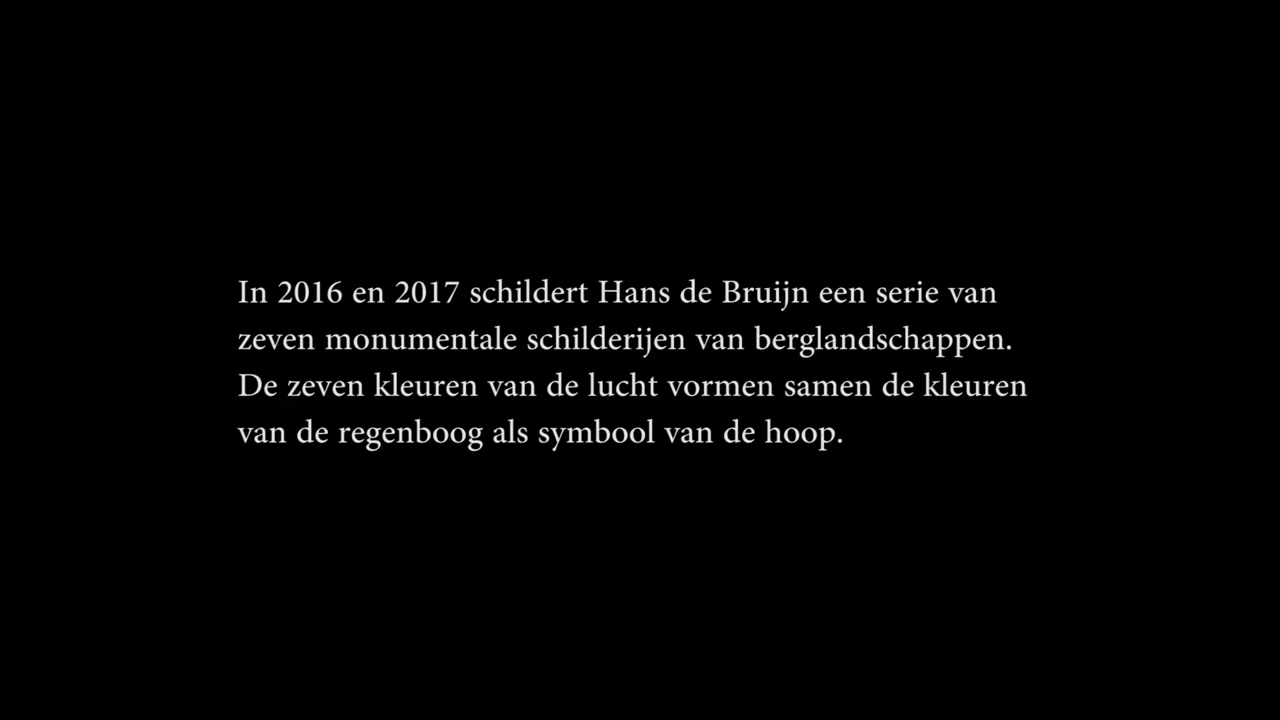 In 2016 en 2017 schildert Hans de Bruijn een serie van
zeven monumentale schilderijen van berglandschappen.
De zeven kleuren van de lucht vormen samen de kleuren
van de regenboog als symbool van de hoop.